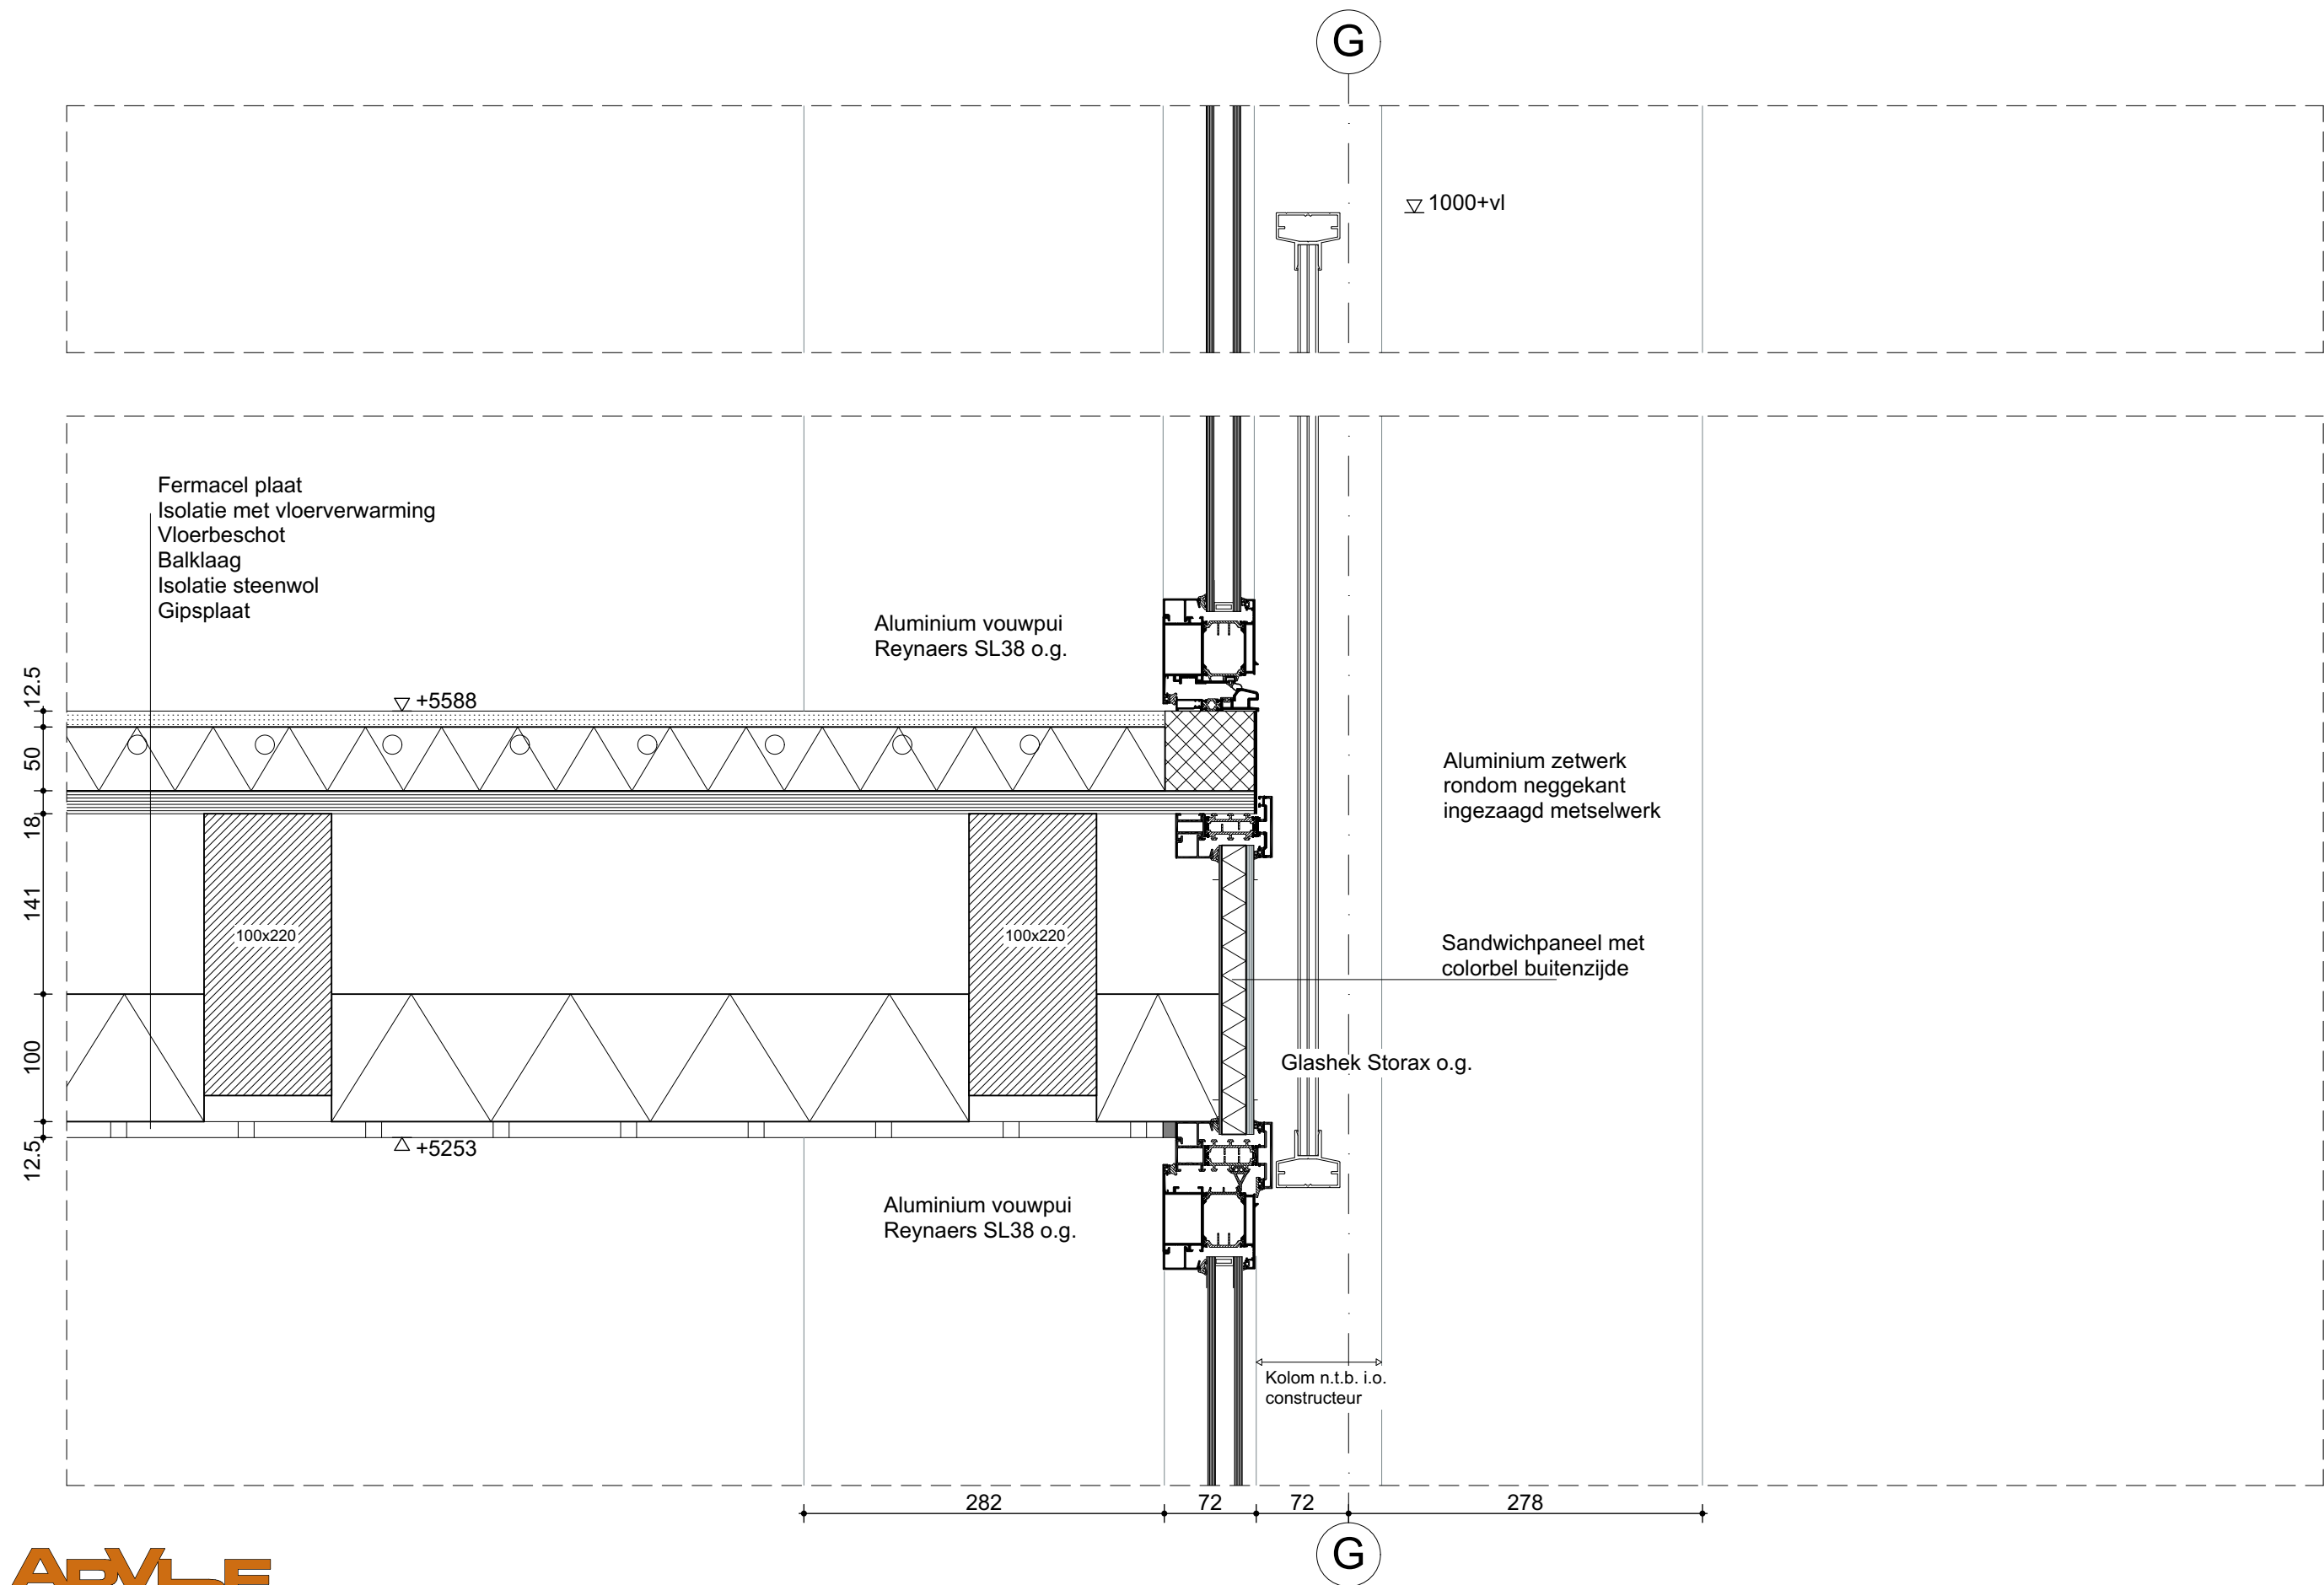 G
1000+vl
Fermacel plaat
Isolatie met vloerverwarming
Vloerbeschot
Balklaag
Isolatie steenwol
Gipsplaat
Aluminium vouwpui
Reynaers SL38 o.g.
12.5
+5588
50
Aluminium zetwerk
rondom neggekant
ingezaagd metselwerk
18
141
100x220
100x220
Sandwichpaneel met
colorbel buitenzijde
100
Glashek Storax o.g.
12.5
+5253
Aluminium vouwpui
Reynaers SL38 o.g.
Kolom n.t.b. i.o.
constructeur
282
72
72
278
G